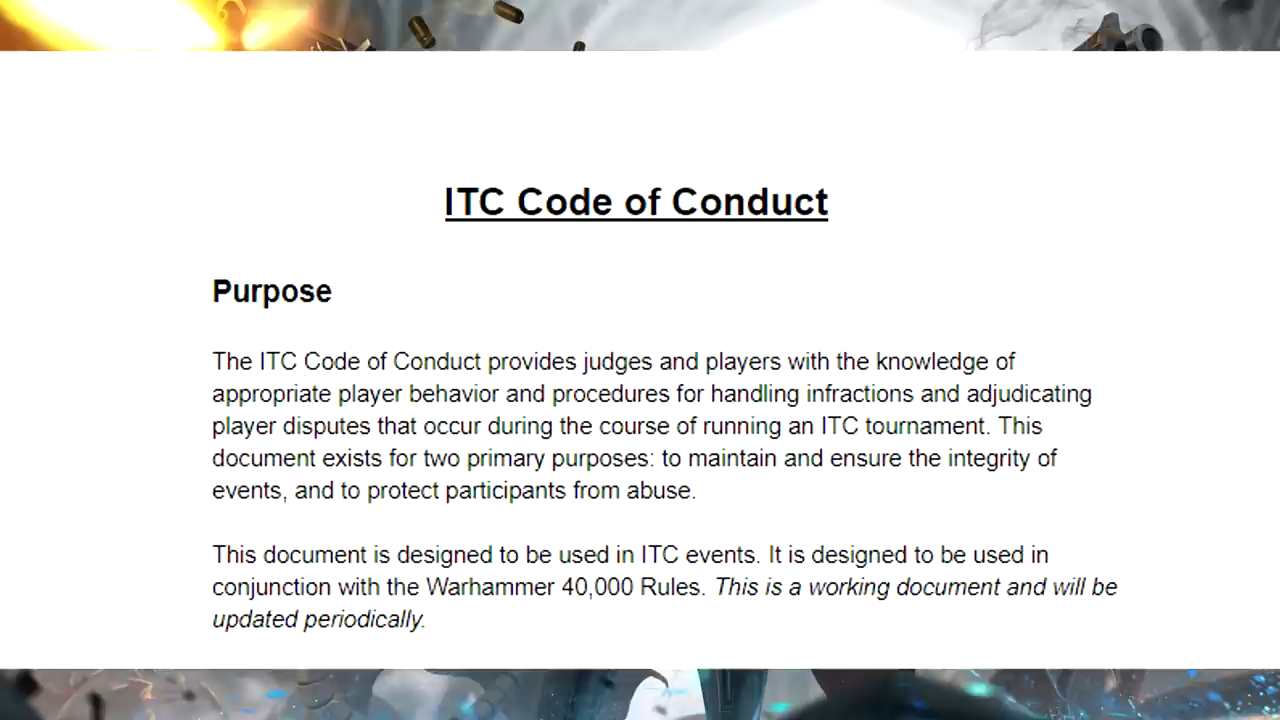 ITC Code of Conduct
Purpose
The ITC Code of Conduct provides judges and players with the knowledge of
appropriate player behavior and procedures for handling infractions and adjudicating
player disputes that occur during the course of running an ITC tournament. This
document exists for two primary purposes: to maintain and ensure the integrity of
events, and to protect participants from abuse.
This document is designed to be used in ITC events. It is designed to be used in
conjunction with the Warhammer 40,000 Rules. This is a working document and will be
updated periodically.